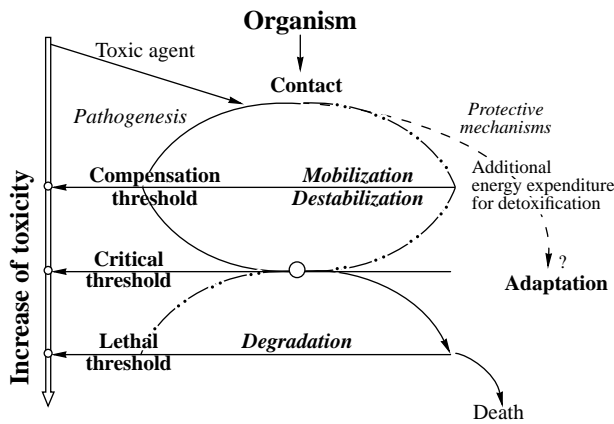 Organism
Toxic agent
Contact
Pathogenesis
Protective
mechanisms
Compensation
threshold
Mobilization
Destabilization
Additional
energy expenditure
for detoxification
Critical
threshold
?
Adaptation
Lethal
threshold
Degradation
Death
Increase of toxicity